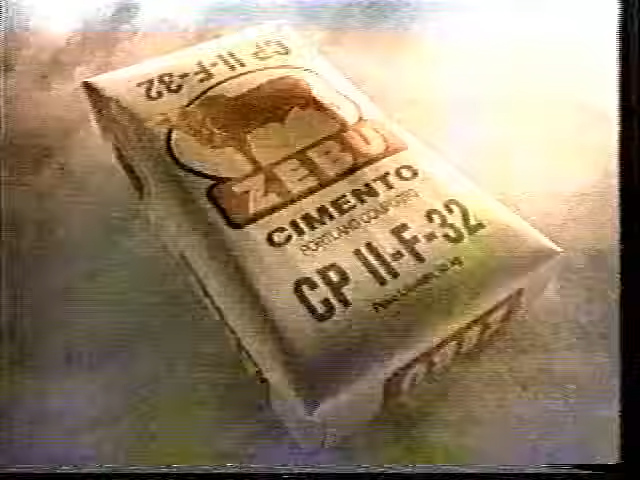 CP II-F-32
ZEBU
CIMENTO
PORTLAND COMPOSTO
CP II-F-32